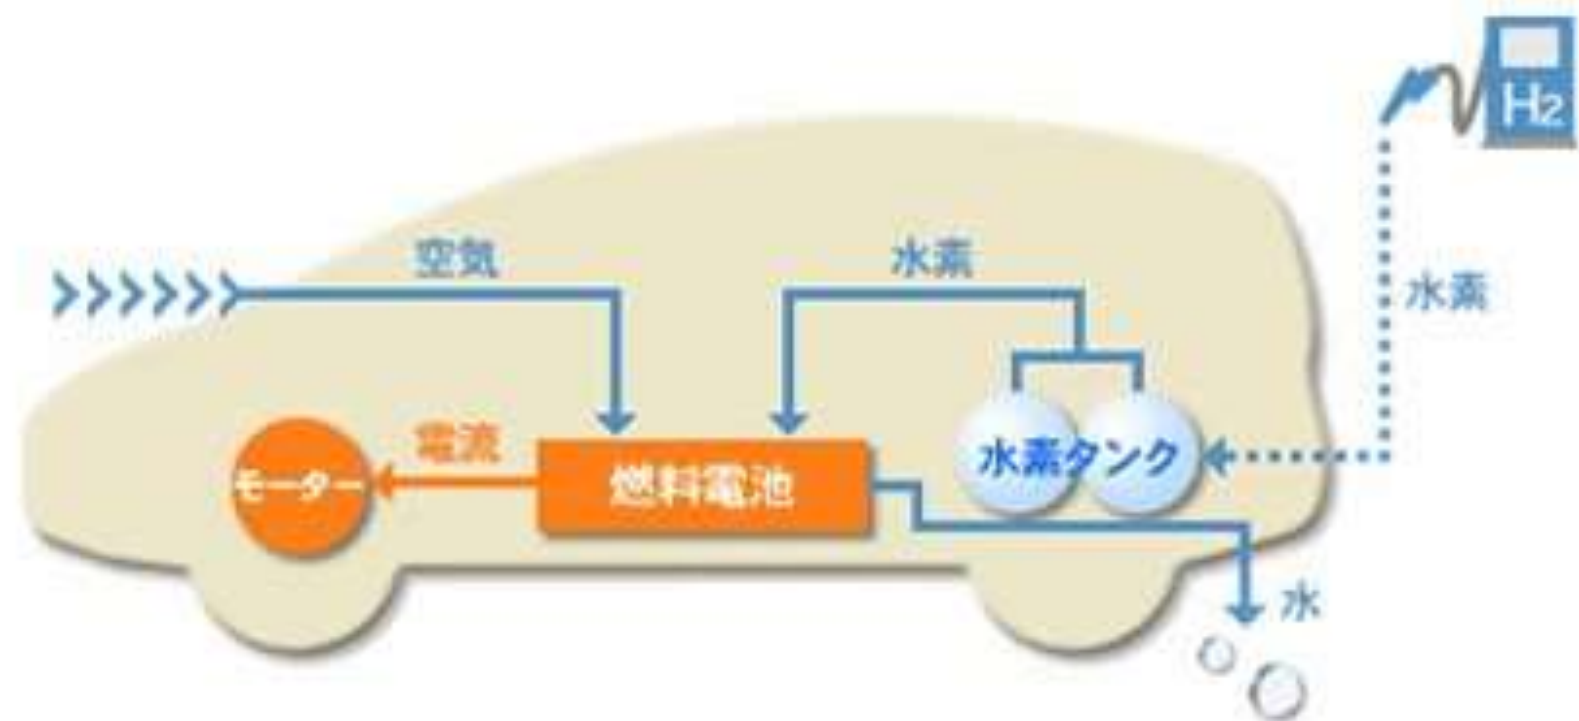 H2
空気
水素
水素
電流
モーター
燃料電池
水素タンク
水